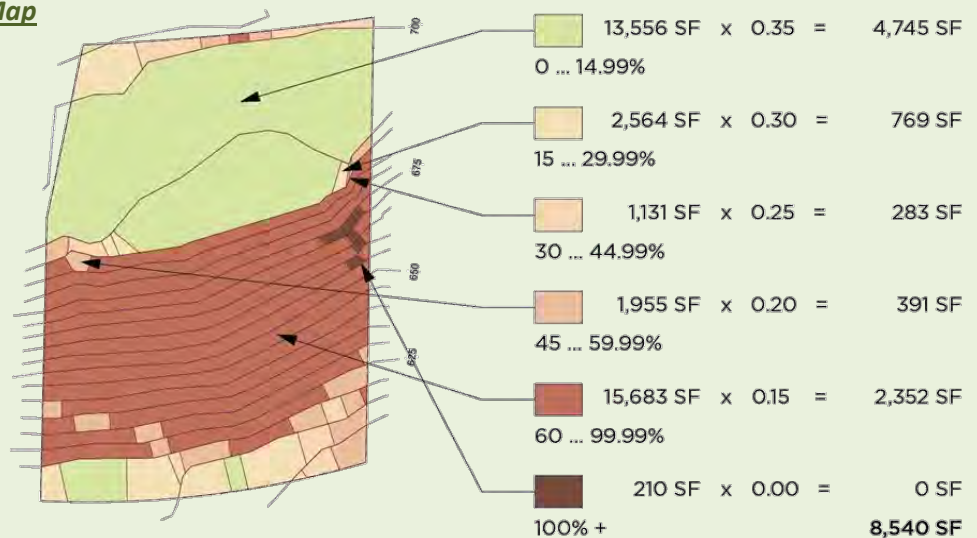 Map
700
675
650
625
13,556 SF x 0.35 = 4,745 SF
0 ... 14.99%
2,564 SF x 0.30 = 769 SF
15 ... 29.99%
1,131 SF x 0.25 = 283 SF
30 ... 44.99%
1,955 SF x 0.20 = 391 SF
45 ... 59.99%
15,683 SF x 0.15 = 2,352 SF
60 ... 99.99%
210 SF x 0.00 = 0 SF
100% + 8,540 SF